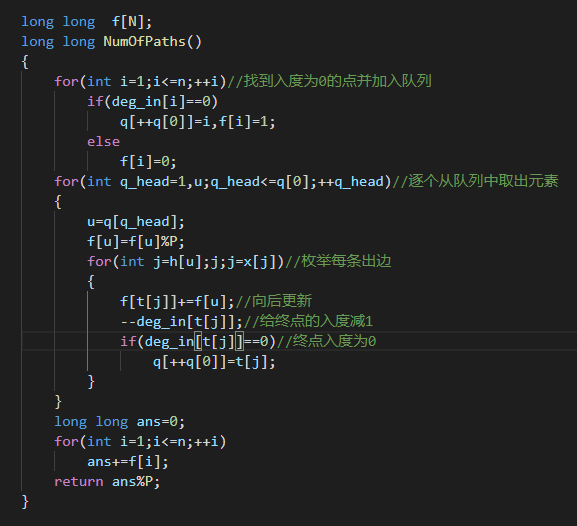 long long  f[N];
long long NumOfPaths()
{
    for(int i=1;i<=n;++i)//找到入度为0的点并加入队列
        if(deg_in[i]==0)
            q[++q[0]]=i,f[i]=1;
        else
            f[i]=0;
    for(int q_head=1,u;q_head<=q[0];++q_head)//逐个从队列中取出元素
    {
        u=q[q_head];
        f[u]=f[u]%P;
        for(int j=h[u];j;j=x[j])//枚举每条出边
        {
            f[t[j]]+=f[u];//向后更新
            --deg_in[t[j]];//给终点的入度减1
            if(deg_in[t[j]]==0)//终点入度为0
                q[++q[0]]=t[j];
        }
    }
    long long ans=0;
    for(int i=1;i<=n;++i)
        ans+=f[i];
    return ans%P;
}